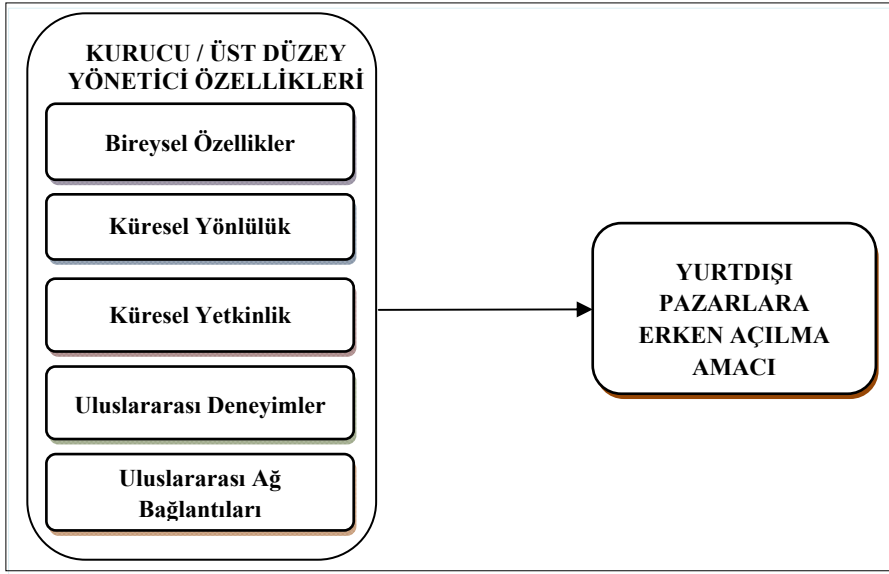 KURUCU / ÜST DÜZEY
YÖNETİCİ ÖZELLİKLERİ
Bireysel Özellikler
Küresel Yönlülük
Küresel Yetkinlik
Uluslararası Deneyimler
Uluslararası Ağ
Bağlantıları
YURTDIŞI
PAZARLARA
ERKEN AÇILMA
AMACI